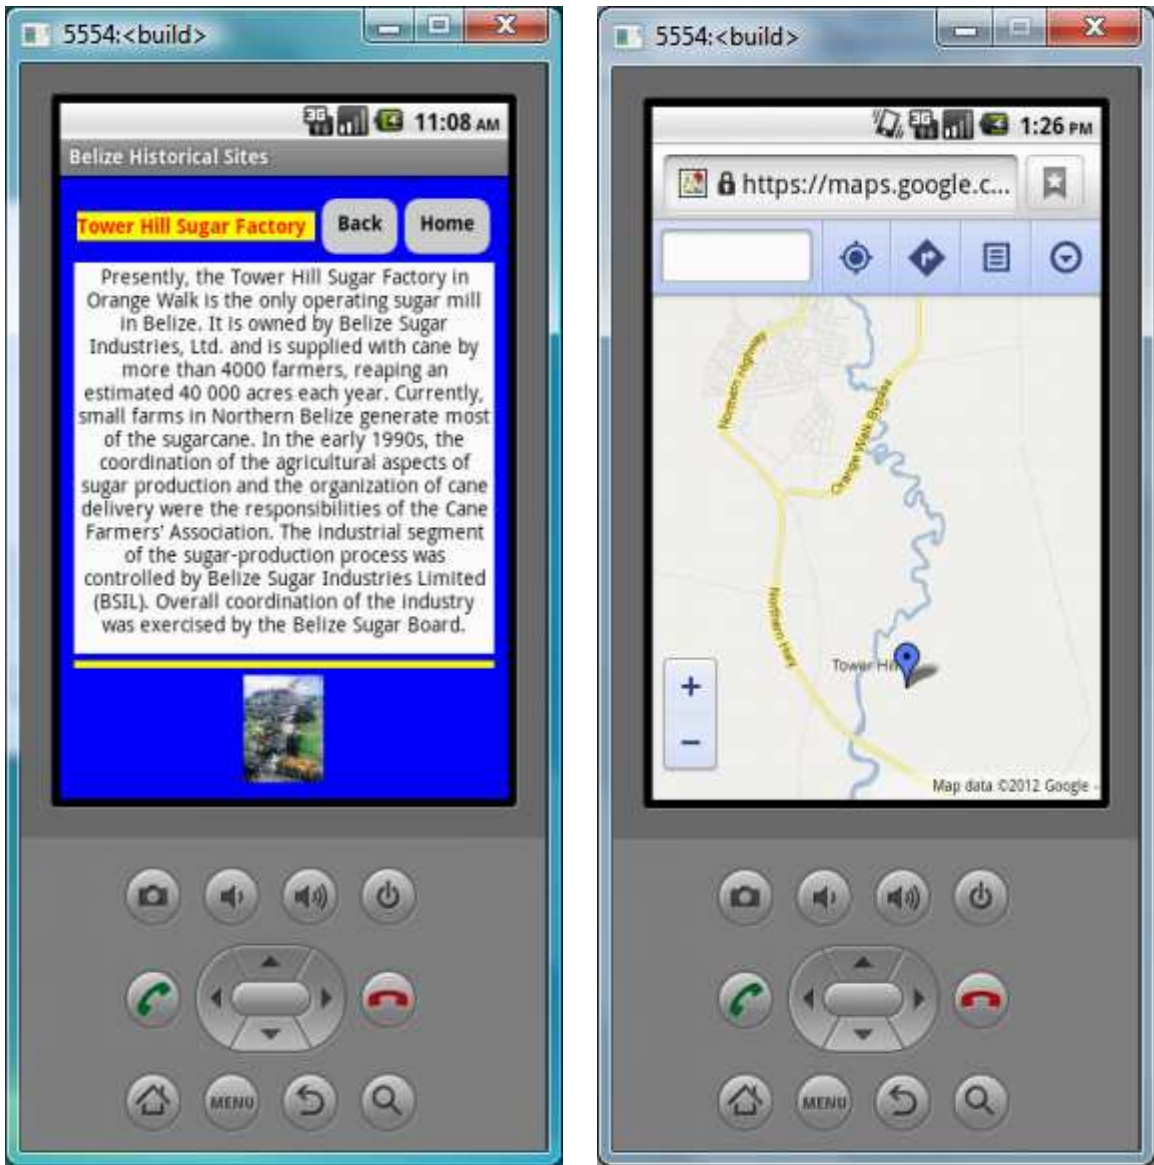 5554:<build>
3G 11:08 AM
Belize Historical Sites
Tower Hill Sugar Factory Back Home
Presently, the Tower Hill Sugar Factory in
Orange Walk is the only operating sugar mill
in Belize. It is owned by Belize Sugar
Industries, Ltd. and is supplied with cane by
more than 4000 farmers, reaping an
estimated 40 000 acres each year. Currently,
small farms in Northern Belize generate most
of the sugarcane. In the early 1990s, the
coordination of the agricultural aspects of
sugar production and the organization of cane
delivery were the responsibilities of the Cane
Farmers' Association. The industrial segment
of the sugar-production process was
controlled by Belize Sugar Industries Limited
(BSIL). Overall coordination of the industry
was exercised by the Belize Sugar Board.
MENU
5554:<build>
3G 1:26 PM
https://maps.google.c...
Northern Highway
Orange Walk Bypass
Northern Hwy
Tower Hill
+
−
Map data ©2012 Google -
MENU